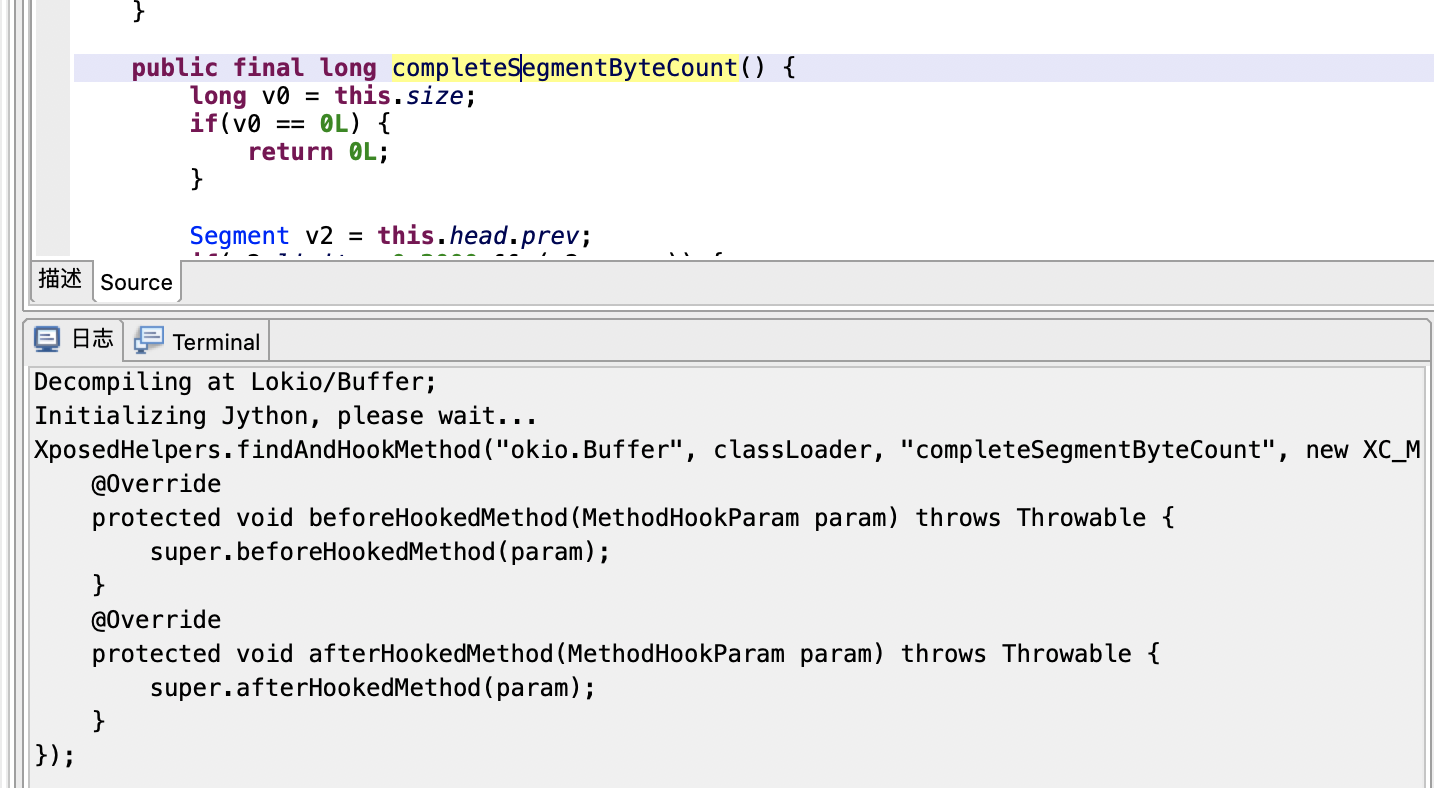 }
public final long completeSegmentByteCount() {
long v0 = this.size;
if(v0 == 0L) {
return 0L;
}
Segment v2 = this.head.prev;
描述 Source
日志 Terminal
Decompiling at Lokio/Buffer;
Initializing Jython, please wait...
XposedHelpers.findAndHookMethod("okio.Buffer", classLoader, "completeSegmentByteCount", new XC_M
@Override
protected void beforeHookedMethod(MethodHookParam param) throws Throwable {
super.beforeHookedMethod(param);
}
@Override
protected void afterHookedMethod(MethodHookParam param) throws Throwable {
super.afterHookedMethod(param);
}
});